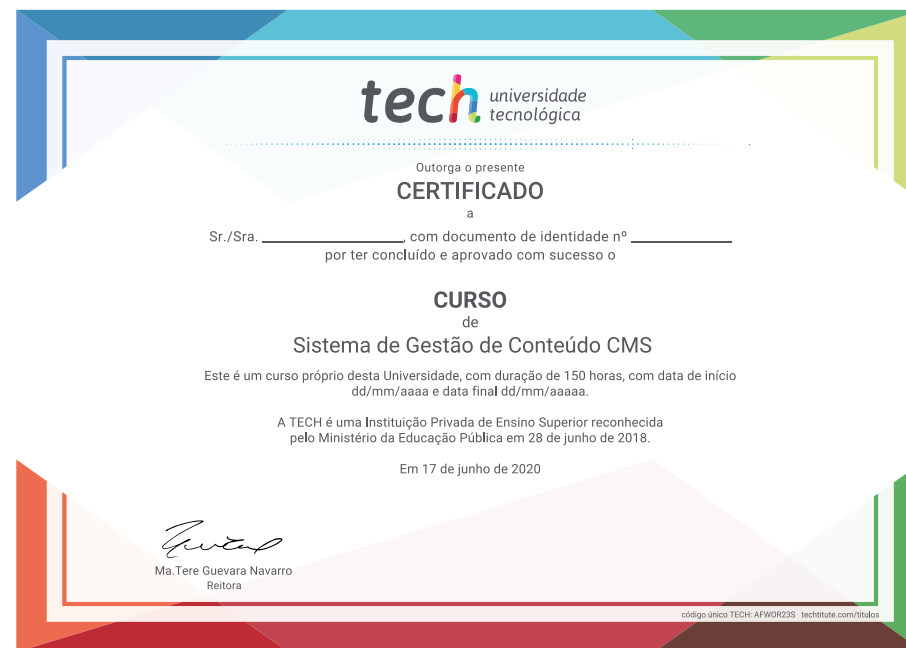 tech universidade
tecnológica
Outorga o presente
CERTIFICADO
a
Sr./Sra. ____________, com documento de identidade nº ____________
por ter concluído e aprovado com sucesso o
CURSO
de
Sistema de Gestão de Conteúdo CMS
Este é um curso próprio desta Universidade, com duração de 150 horas, com data de início
dd/mm/aaaa e data final dd/mm/aaaaa.
A TECH é uma Instituição Privada de Ensino Superior reconhecida
pelo Ministério da Educação Pública em 28 de junho de 2018.
Em 17 de junho de 2020
Ma.Tere Guevara Navarro
Reitora
código único TECH: AFWOR23S techtitute.com/titulos